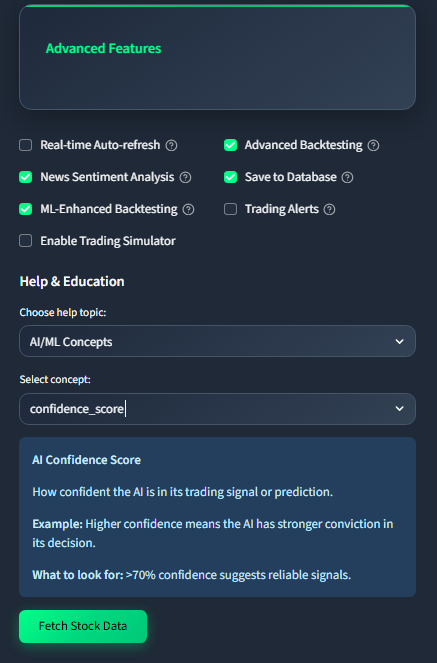 Advanced Features
Real-time Auto-refresh
Advanced Backtesting
News Sentiment Analysis
Save to Database
ML-Enhanced Backtesting
Trading Alerts
Enable Trading Simulator
Help & Education
Choose help topic:
AI/ML Concepts
Select concept:
confidence_score
AI Confidence Score
How confident the AI is in its trading signal or prediction.
Example: Higher confidence means the AI has stronger conviction in
its decision.
What to look for: >70% confidence suggests reliable signals.
Fetch Stock Data